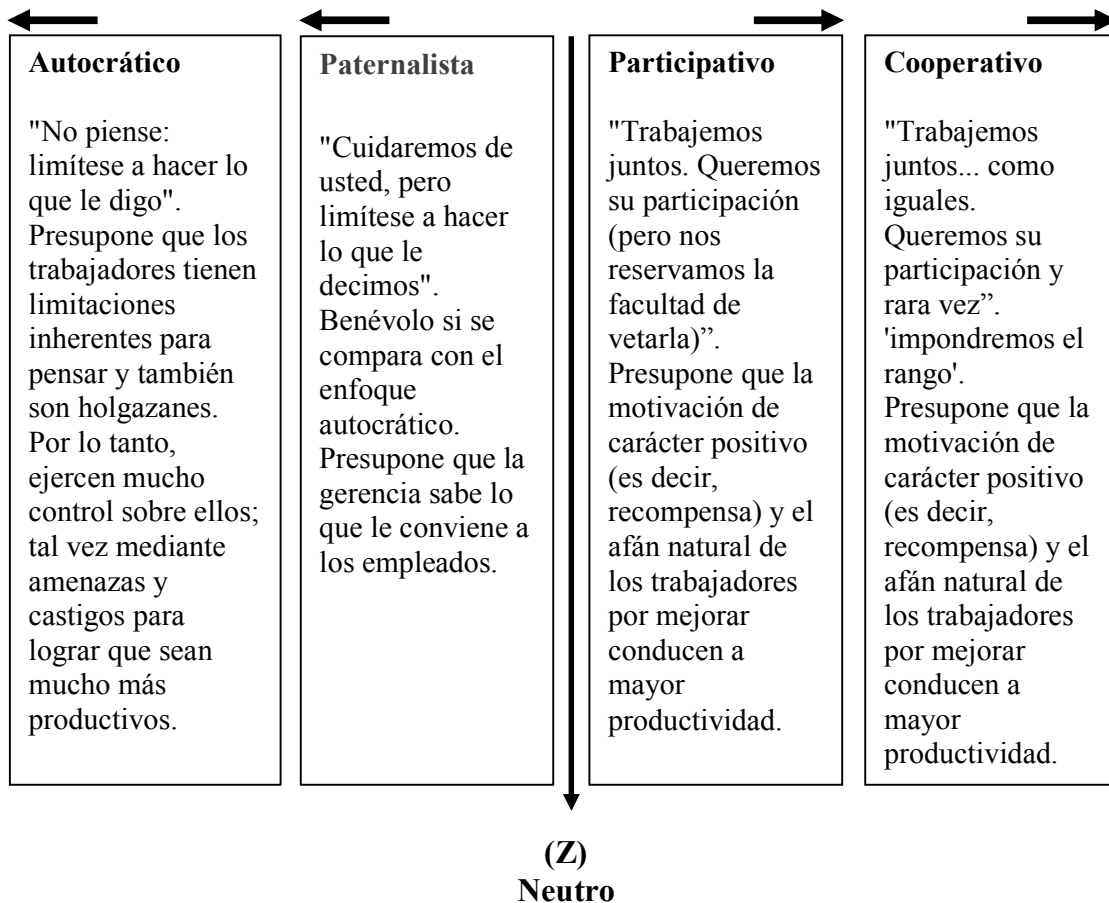 Autocrático
"No piense:
limítese a hacer lo
que le digo".
Presupone que los
trabajadores tienen
limitaciones
inherentes para
pensar y también
son holgazanes.
Por lo tanto,
ejercen mucho
control sobre ellos;
tal vez mediante
amenazas y
castigos para
lograr que sean
mucho más
productivos.
Paternalista
"Cuidaremos de
usted, pero
limítese a hacer
lo que le
decimos".
Benévolo si se
compara con el
enfoque
autocrático.
Presupone que la
gerencia sabe lo
que le conviene a
los empleados.
Participativo
"Trabajemos
juntos. Queremos
su participación
(pero nos
reservamos la
facultad de
vetarla)”.
Presupone que la
motivación de
carácter positivo
(es decir,
recompensa) y el
afán natural de
los trabajadores
por mejorar
conducen a
mayor
productividad.
Cooperativo
"Trabajemos
juntos... como
iguales.
Queremos su
participación y
rara vez”.
'impondremos el
rango'.
Presupone que la
motivación de
carácter positivo
(es decir,
recompensa) y el
afán natural de
los trabajadores
por mejorar
conducen a
mayor
productividad.
(Z)
Neutro